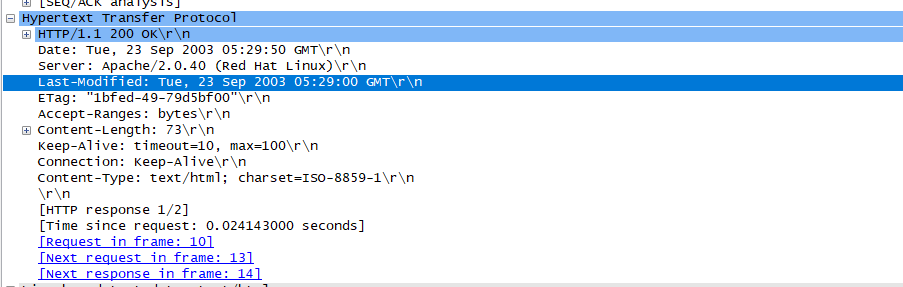 [SEQ/ACK analysis]
Hypertext Transfer Protocol
HTTP/1.1 200 OK\r\n
Date: Tue, 23 Sep 2003 05:29:50 GMT\r\n
Server: Apache/2.0.40 (Red Hat Linux)\r\n
Last-Modified: Tue, 23 Sep 2003 05:29:00 GMT\r\n
ETag: "1bfed-49-79d5bf00"\r\n
Accept-Ranges: bytes\r\n
Content-Length: 73\r\n
Keep-Alive: timeout=10, max=100\r\n
Connection: Keep-Alive\r\n
Content-Type: text/html; charset=ISO-8859-1\r\n
\r\n
[HTTP response 1/2]
[Time since request: 0.024143000 seconds]
[Request in frame: 10]
[Next request in frame: 13]
[Next response in frame: 14]